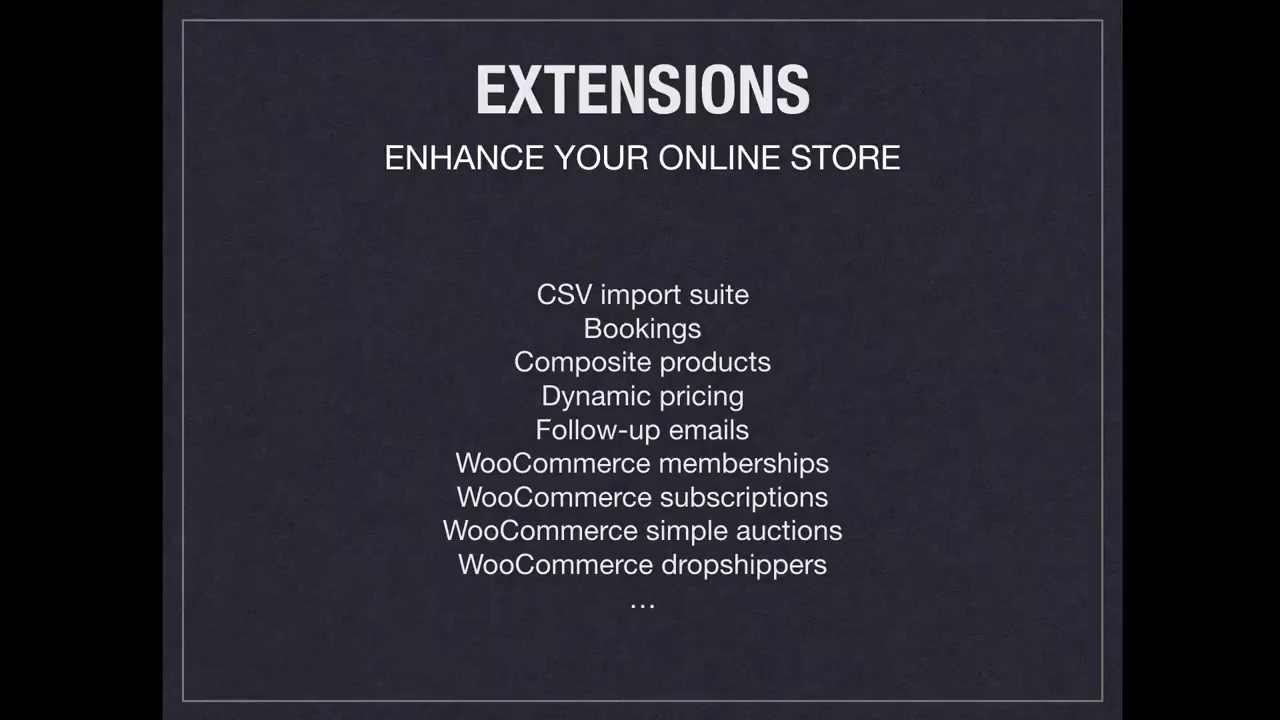 EXTENSIONS
ENHANCE YOUR ONLINE STORE
CSV import suite
Bookings
Composite products
Dynamic pricing
Follow-up emails
WooCommerce memberships
WooCommerce subscriptions
WooCommerce simple auctions
WooCommerce dropshippers
…